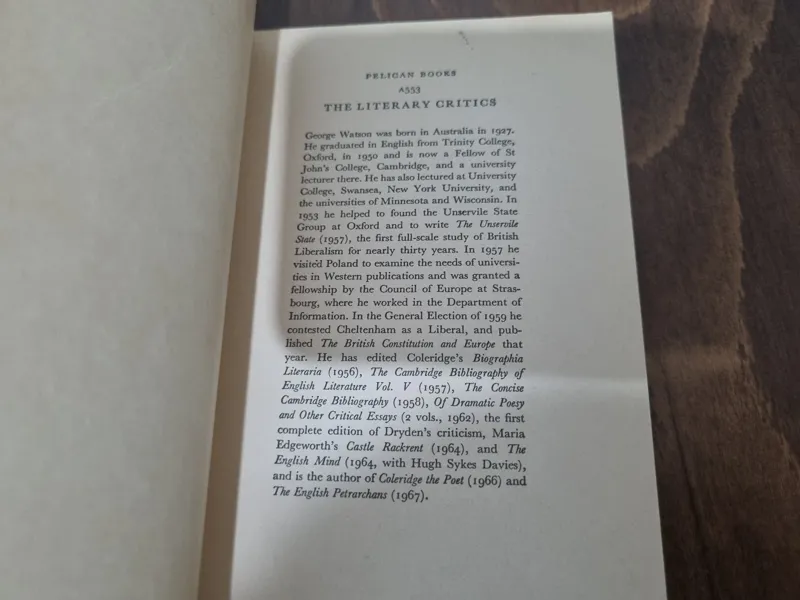 PELICAN BOOKS
A553
THE LITERARY CRITICS
George Watson was born in Australia in 1927.
He graduated in English from Trinity College,
Oxford, in 1950 and is now a Fellow of St
John's College, Cambridge, and a university
lecturer there. He has also lectured at University
College, Swansea, New York University, and
the universities of Minnesota and Wisconsin. In
1953 he helped to found the Unservile State
Group at Oxford and to write The Unservile
State (1957), the first full-scale study of British
Liberalism for nearly thirty years. In 1957 he
visited Poland to examine the needs of universi-
ties in Western publications and was granted a
fellowship by the Council of Europe at Stras-
bourg, where he worked in the Department of
Information. In the General Election of 1959 he
contested Cheltenham as a Liberal, and pub-
lished The British Constitution and Europe that
year. He has edited Coleridge's Biographia
Literaria (1956), The Cambridge Bibliography of
English Literature Vol. V (1957), The Concise
Cambridge Bibliography (1958), Of Dramatic Poesy
and Other Critical Essays (2 vols., 1962), the first
complete edition of Dryden's criticism, Maria
Edgeworth's Castle Rackrent (1964), and The
English Mind (1964, with Hugh Sykes Davies),
and is the author of Coleridge the Poet (1966) and
The English Petrarchans (1967).